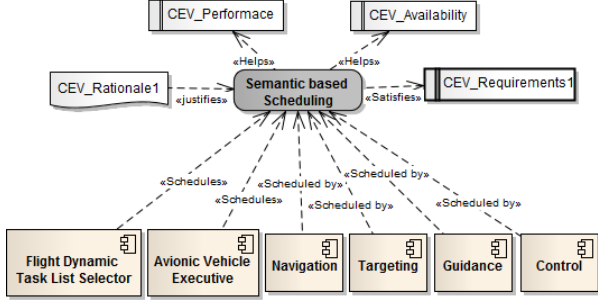 CEV_Performace
CEV_Availability
«Helps»
«Helps»
CEV_Rationale1
«justifies»
Semantic based
Scheduling
«Satisfies»
CEV_Requirements1
«Schedules»
«Schedules»
«Scheduled by»
«Scheduled by»
«Scheduled by»
«Scheduled by»
Flight Dynamic
Task List Selector
Avionic Vehicle
Executive
Navigation
Targeting
Guidance
Control